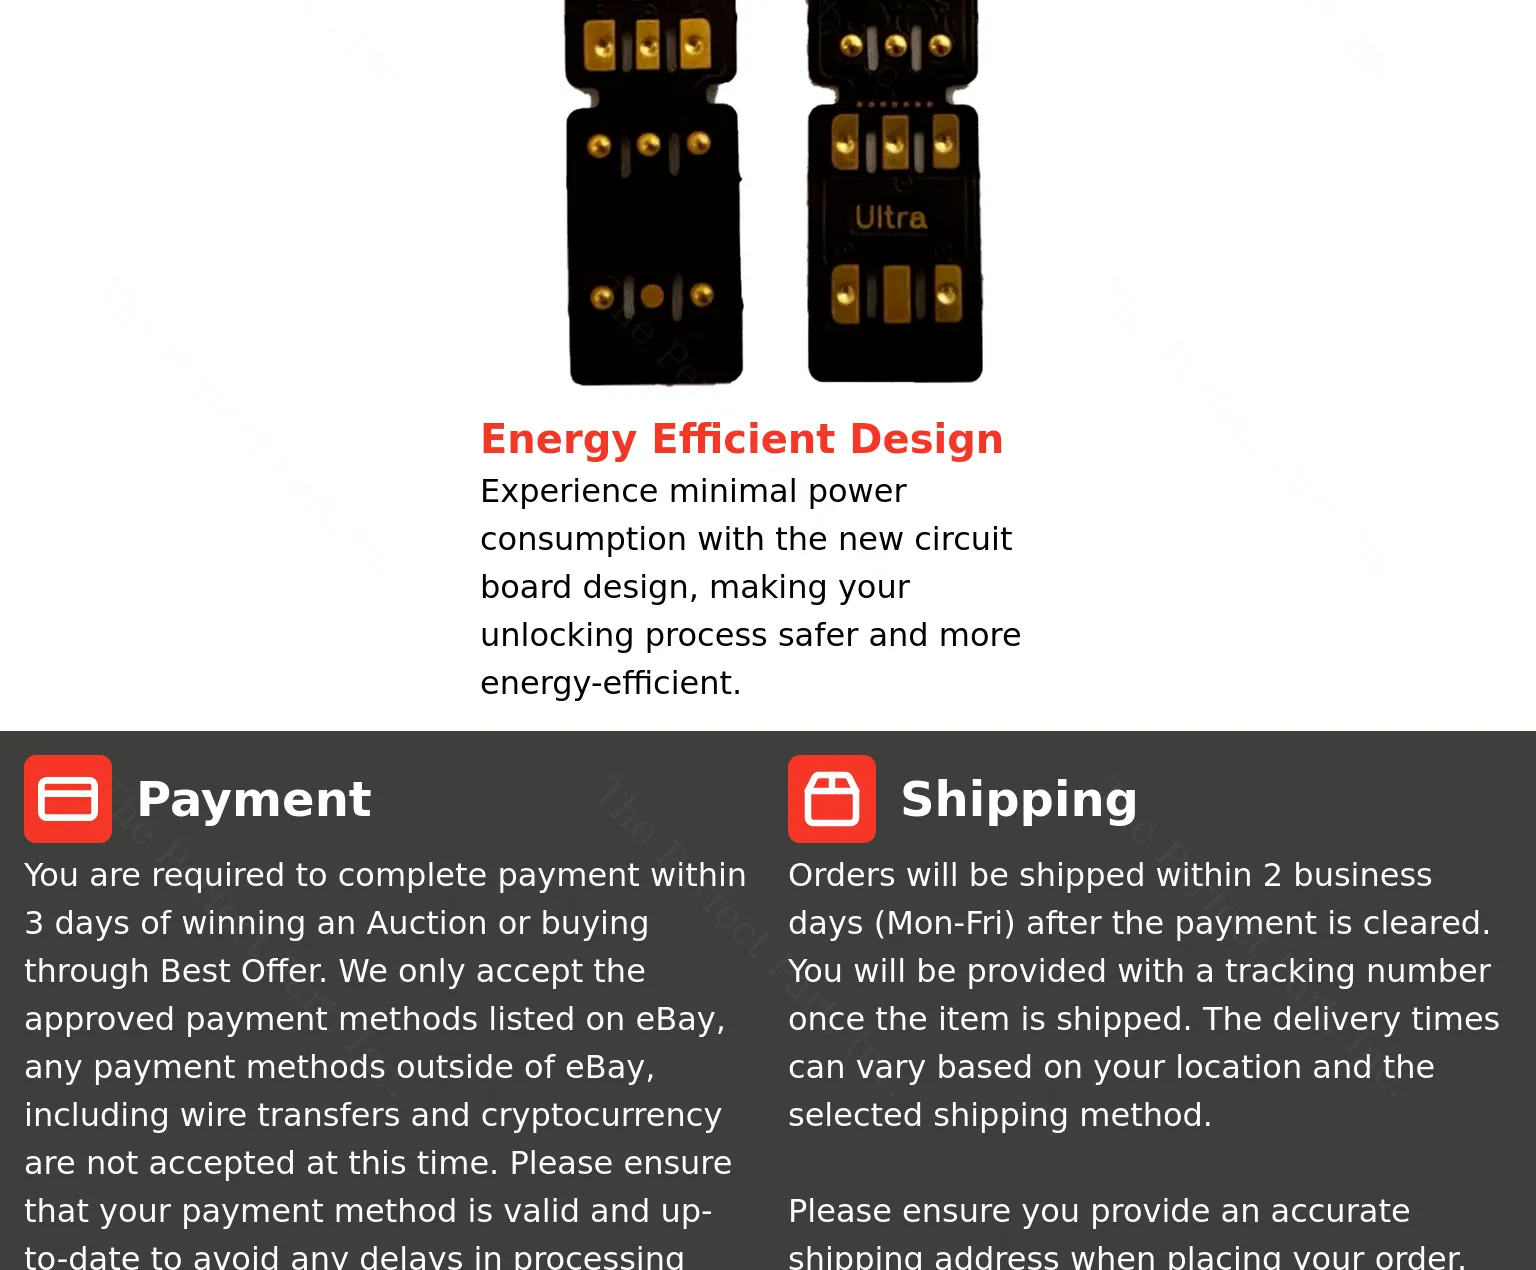 Ultra
Energy Efficient Design
Experience minimal power
consumption with the new circuit
board design, making your
unlocking process safer and more
energy-efficient.
Payment
You are required to complete payment within
3 days of winning an Auction or buying
through Best Offer. We only accept the
approved payment methods listed on eBay,
any payment methods outside of eBay,
including wire transfers and cryptocurrency
are not accepted at this time. Please ensure
that your payment method is valid and up-
to-date to avoid any delays in processing
Shipping
Orders will be shipped within 2 business
days (Mon-Fri) after the payment is cleared.
You will be provided with a tracking number
once the item is shipped. The delivery times
can vary based on your location and the
selected shipping method.
Please ensure you provide an accurate
shipping address when placing your order.